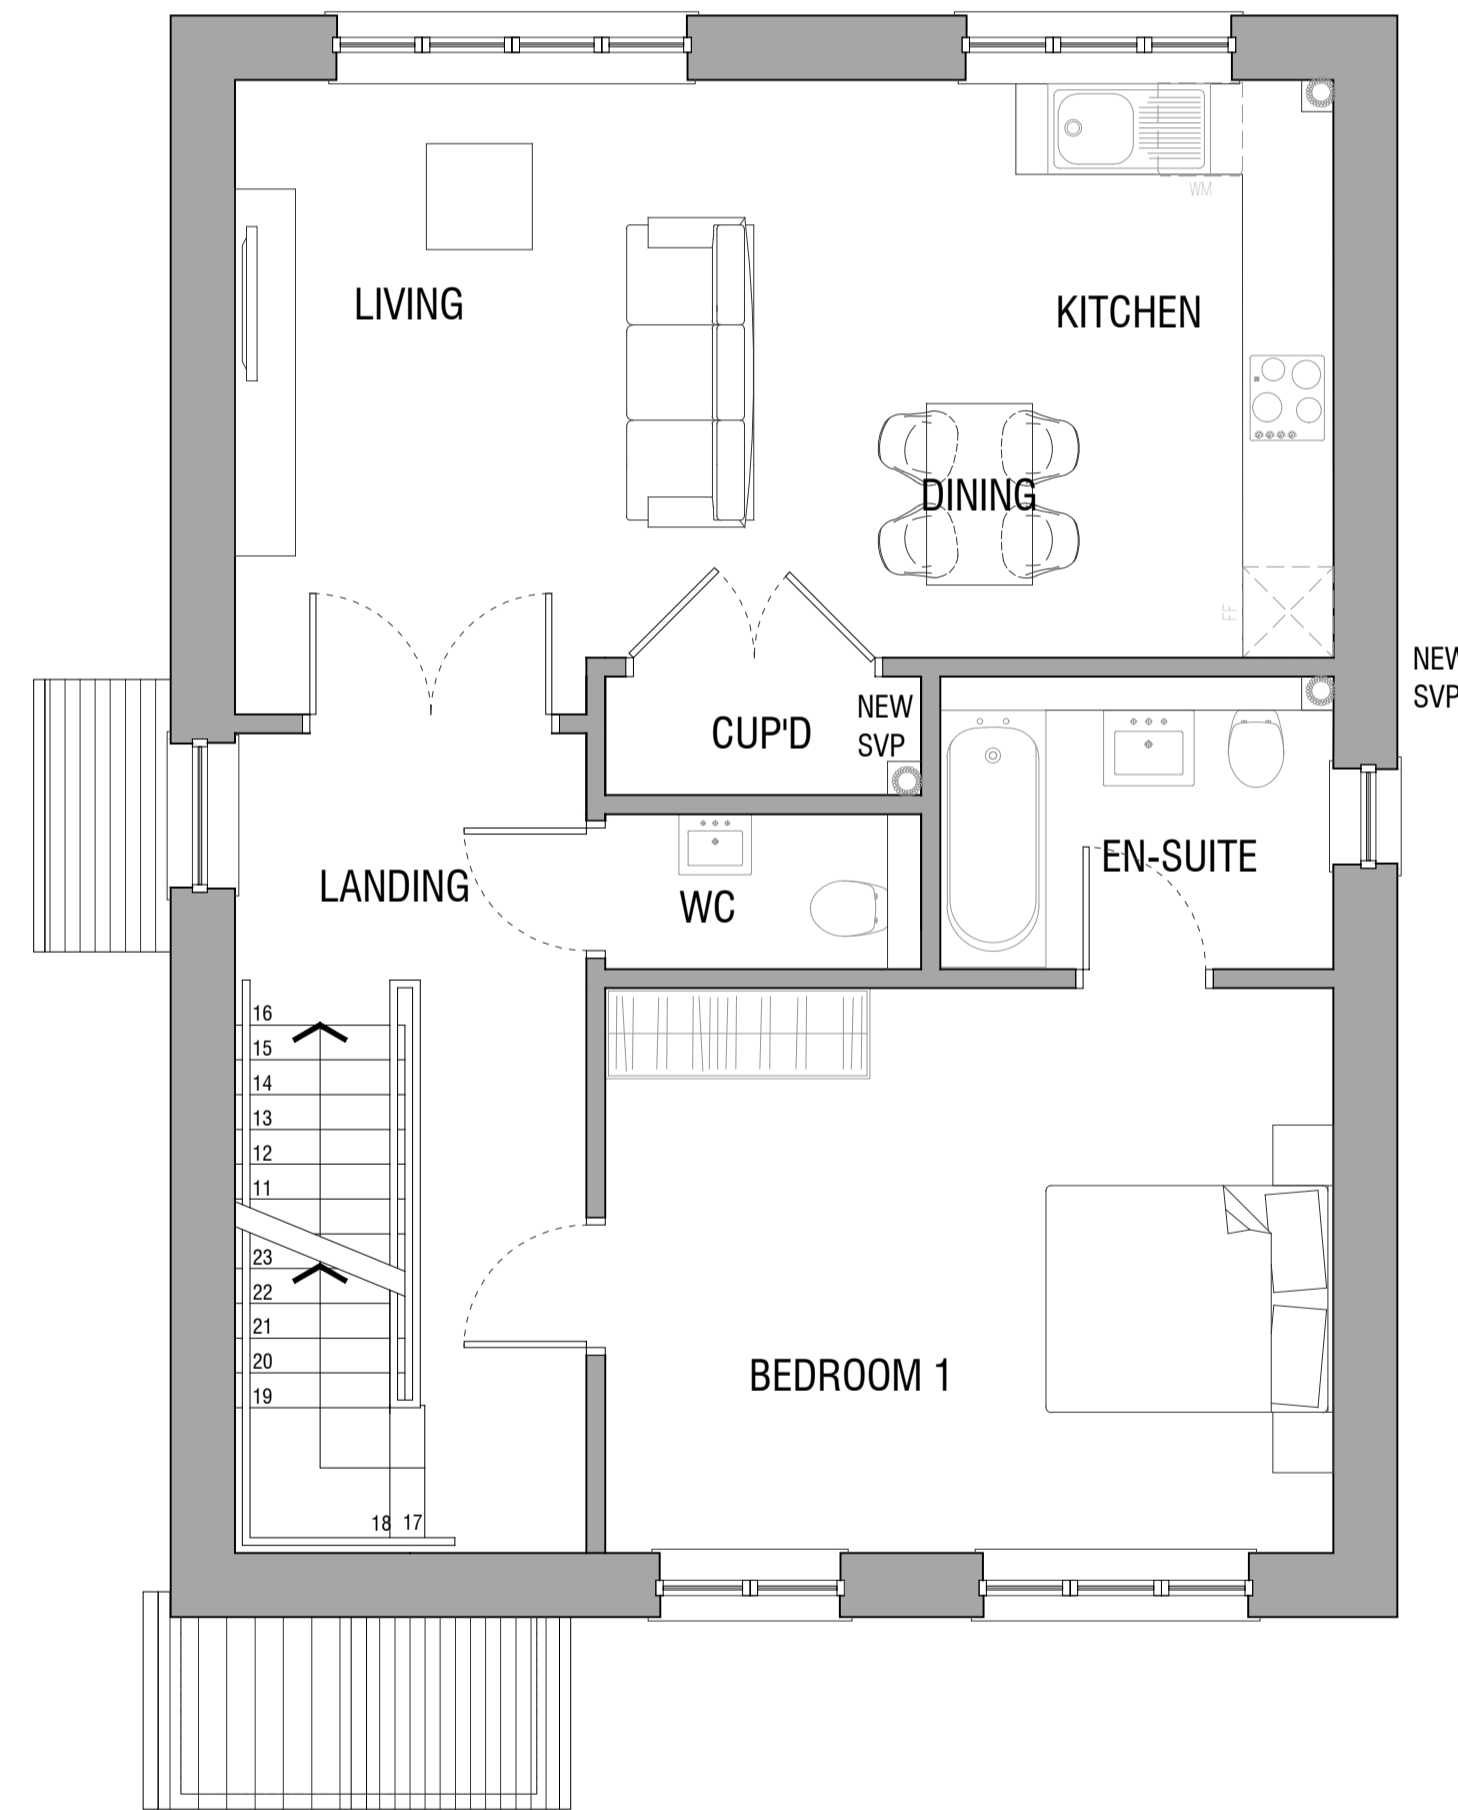 WM
LIVING
KITCHEN
DINING
FF
NEW
SVP
CUP'D
NEW
SVP
EN-SUITE
LANDING
WC
16
15
14
13
12
11
23
22
21
20
19
18 17
BEDROOM 1